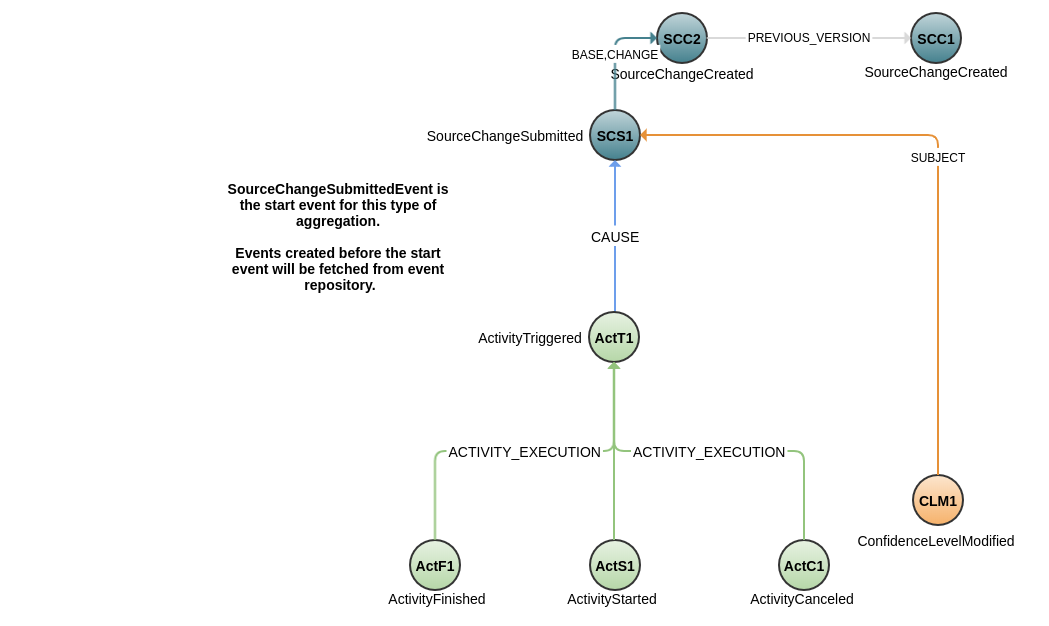 SCC2
PREVIOUS_VERSION
SCC1
BASE,CHANGE
SourceChangeCreated
SourceChangeCreated
SourceChangeSubmitted
SCS1
SUBJECT
SourceChangeSubmittedEvent is
the start event for this type of
aggregation.
Events created before the start
event will be fetched from event
repository.
CAUSE
ActivityTriggered
ActT1
ACTIVITY_EXECUTION
ACTIVITY_EXECUTION
CLM1
ConfidenceLevelModified
ActF1
ActS1
ActC1
ActivityFinished
ActivityStarted
ActivityCanceled